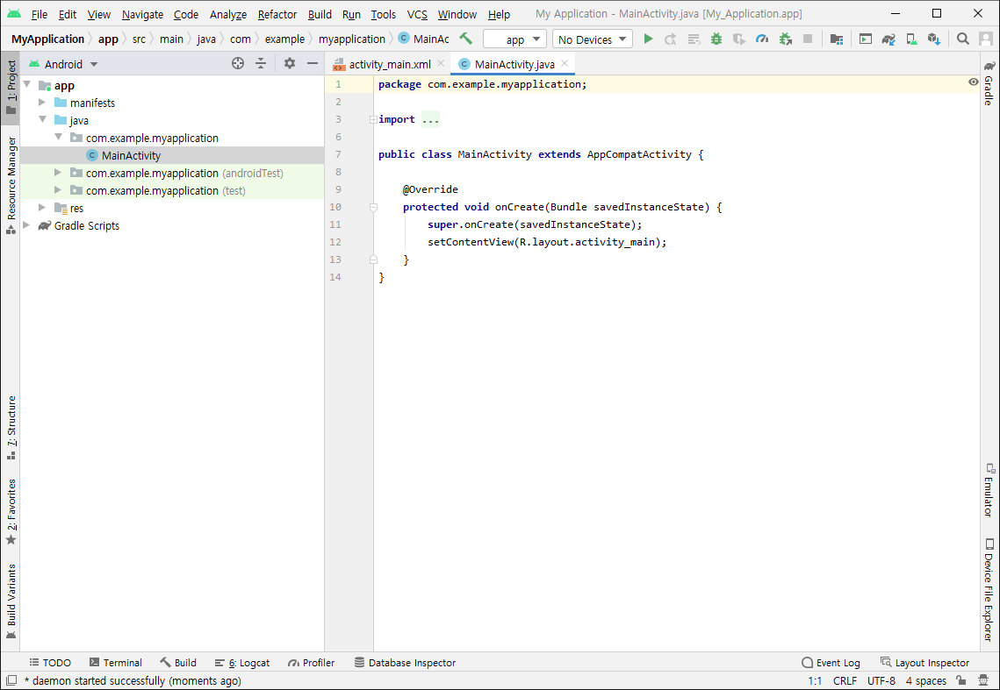 File Edit View Navigate Code Analyze Refactor Build Run Tools VCS Window Help My Application - MainActivity.java [My_Application.app]
MyApplication app src main java com example myapplication C MainAc app No Devices
1: Project
Resource Manager
7: Structure
2: Favorites
Build Variants
Android
app
manifests
java
com.example.myapplication
C MainActivity
com.example.myapplication (androidTest)
com.example.myapplication (test)
res
Gradle Scripts
activity_main.xml C MainActivity.java
1 package com.example.myapplication;
2
3 import ...
6
7 public class MainActivity extends AppCompatActivity {
8
9 @Override
10 protected void onCreate(Bundle savedInstanceState) {
11 super.onCreate(savedInstanceState);
12 setContentView(R.layout.activity_main);
13 }
14 }
Gradle
Emulator
Device File Explorer
TODO Terminal Build 6: Logcat Profiler Database Inspector Event Log Layout Inspector
* daemon started successfully (moments ago) 1:1 CRLF UTF-8 4 spaces